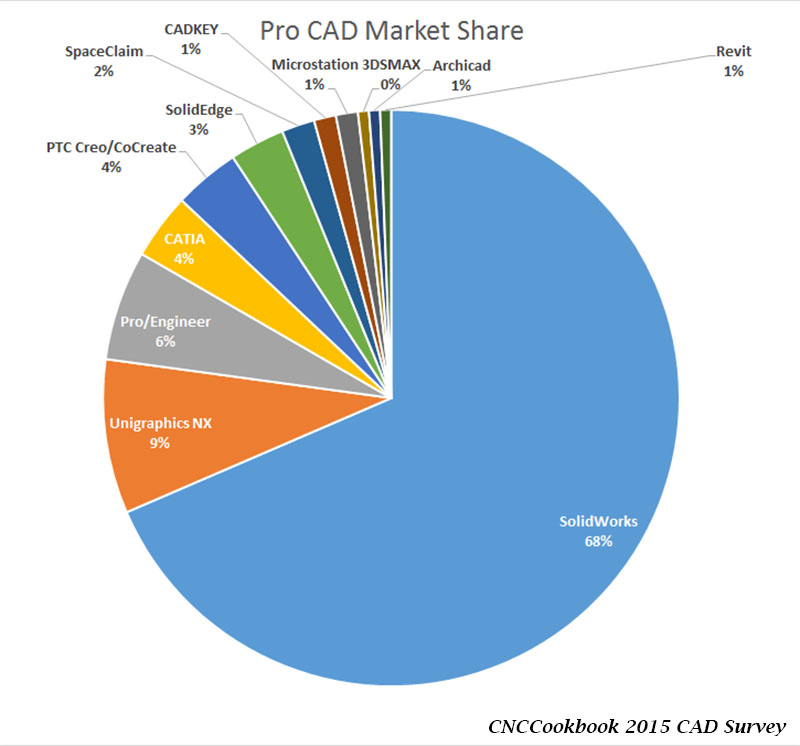 Pro CAD Market Share
CADKEY
1%
SpaceClaim
2%
Microstation
1%
3DSMAX
0%
Archicad
1%
Revit
1%
SolidEdge
3%
PTC Creo/CoCreate
4%
CATIA
4%
Pro/Engineer
6%
Unigraphics NX
9%
SolidWorks
68%
CNCCookbook 2015 CAD Survey